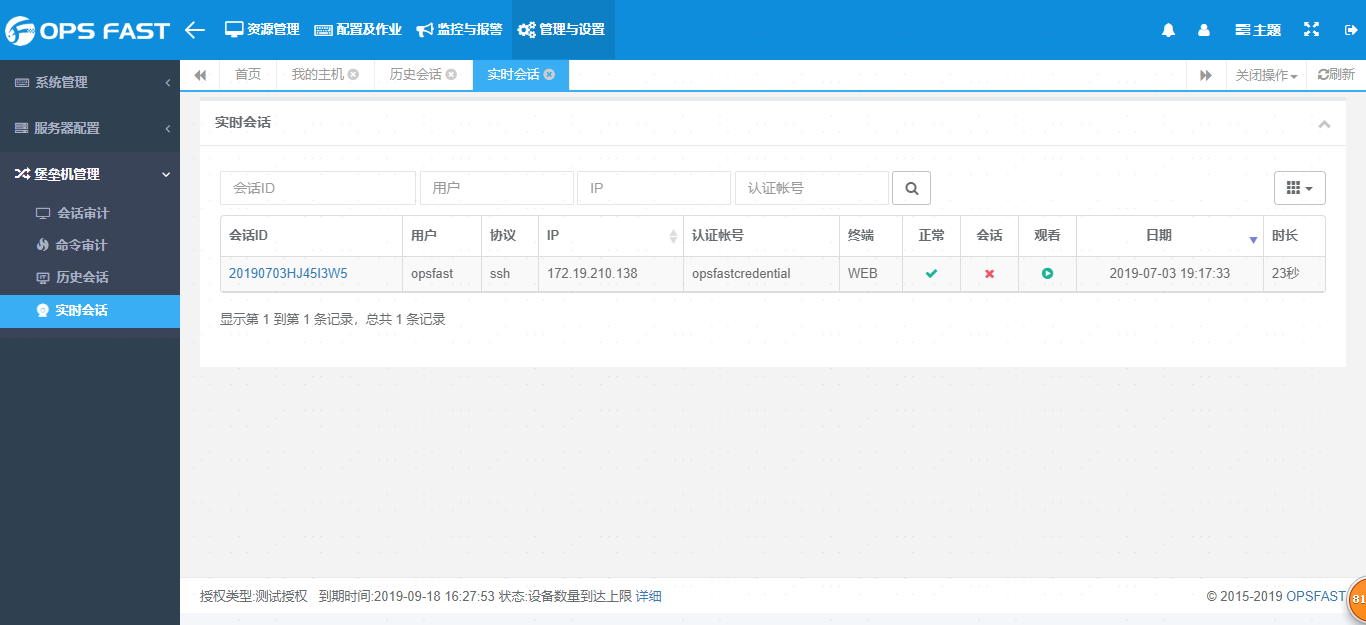 OPS FAST 资源管理 配置及作业 监控与报警 管理与设置 主题
系统管理
服务器配置
堡垒机管理
会话审计
命令审计
历史会话
实时会话
首页 我的主机 历史会话 实时会话 关闭操作 刷新
实时会话
会话ID 用户 IP 认证帐号
会话ID 用户 协议 IP 认证帐号 终端 正常 会话 观看 日期 时长
20190703HJ45I3W5 opsfast ssh 172.19.210.138 opsfastcredential WEB 2019-07-03 19:17:33 23秒
显示第 1 到第 1 条记录，总共 1 条记录
授权类型:测试授权 到期时间:2019-09-18 16:27:53 状态:设备数量到达上限 详细
© 2015-2019 OPSFAST
81